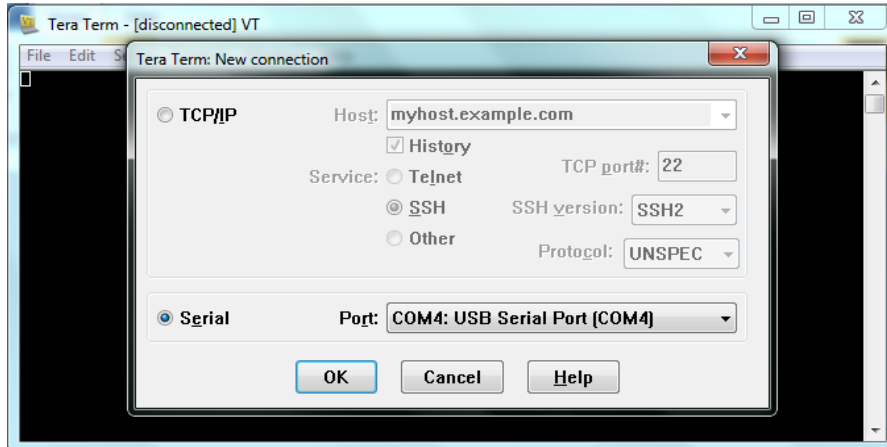 Tera Term - [disconnected] VT
File Edit
Tera Term: New connection
TCP/IP Host: myhost.example.com
History
Service: Telnet TCP port#: 22
SSH SSH version: SSH2
Other Protocol: UNSPEC
Serial Port: COM4: USB Serial Port (COM4)
OK Cancel Help